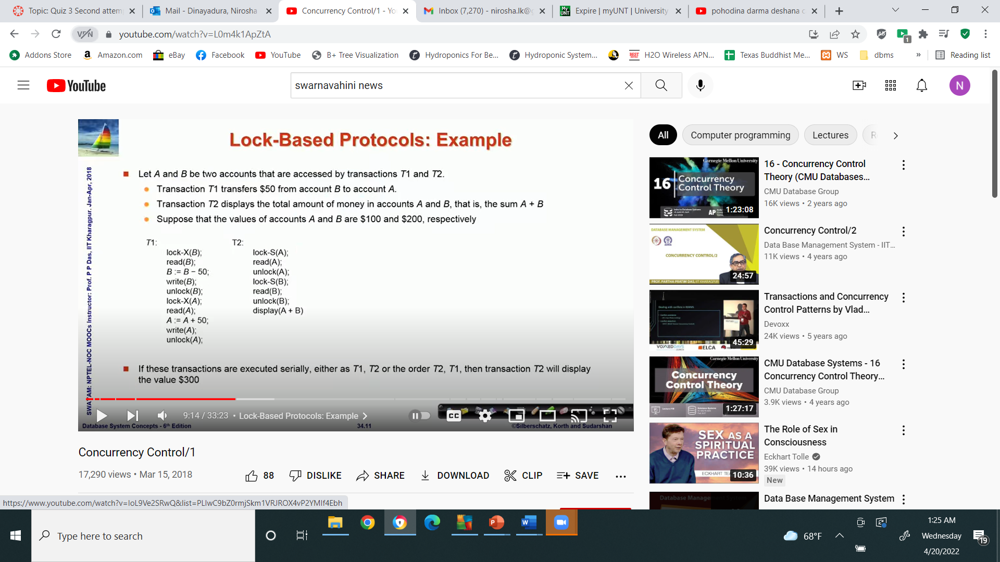 Topic: Quiz 3 Second attem
Mail - Dinayadura, Nirosha
Concurrency Control/1 - Yo
Inbox (7,270) - nirosha.lk@g
Expire | myUNT | University
pohodina darma deshana
VPN
youtube.com/watch?v=L0m4k1ApZtA
1
Addons Store
Amazon.com
eBay
Facebook
YouTube
B+ Tree Visualization
Hydroponics For Be...
Hydroponic System...
BEST
H2O Wireless APN...
Texas Buddhist Me...
WS
dbms
»
Reading list
YouTube
swarnavahini news
N
Lock-Based Protocols: Example
SWAYAM: NPTEL-NOC MOOCs Instructor: Prof. P P Das, IIT Kharagpur. Jan-Apr, 2018
Let A and B be two accounts that are accessed by transactions T1 and T2.
Transaction T1 transfers $50 from account B to account A.
Transaction T2 displays the total amount of money in accounts A and B, that is, the sum A + B
Suppose that the values of accounts A and B are $100 and $200, respectively
T1:
lock-X(B);
read(B);
B := B − 50;
write(B);
unlock(B);
lock-X(A);
read(A);
A := A + 50;
write(A);
unlock(A);
T2:
lock-S(A);
read(A);
unlock(A);
lock-S(B);
read(B);
unlock(B);
display(A + B)
If these transactions are executed serially, either as T1, T2 or the order T2, T1, then transaction T2 will display
the value $300
9:14 / 33:23 • Lock-Based Protocols: Example
CC
Database System Concepts - 6th Edition
34.11
©Silberschatz, Korth and Sudarshan
Concurrency Control/1
17,290 views • Mar 15, 2018
88
DISLIKE
SHARE
DOWNLOAD
CLIP
SAVE
All
Computer programming
Lectures
R
Carnegie Mellon University
16
Concurrency
Control Theory
AP
1:23:08
16 - Concurrency Control
Theory (CMU Databases...
CMU Database Group
16K views • 2 years ago
DATABASE MANAGEMENT SYSTEM
CONCURRENCY CONTROL/2
PROF. PARTHA PRATIM DAS, IIT KHARAGPUR
24:57
Concurrency Control/2
Data Base Management System - IIT...
11K views • 4 years ago
Dealing with conflicts in RDBMS
VOXXED DAYS
ELCA
45:29
Transactions and Concurrency
Control Patterns by Vlad...
Devoxx
24K views • 5 years ago
Carnegie Mellon University
Concurrency
Control Theory
1:27:17
CMU Database Systems - 16
Concurrency Control Theory...
CMU Database Group
3.9K views • 4 years ago
SEX AS A
SPIRITUAL
PRACTICE
ECKHART
10:36
The Role of Sex in
Consciousness
Eckhart Tolle
39K views • 14 hours ago
New
Database Management System
Data Base Management System
https://www.youtube.com/watch?v=IoL9Ve2SRwQ&list=PLIwC9bZ0rmjSkm1VRJROX4vP2YMIf4Ebh
Type here to search
68°F
1:25 AM
Wednesday
4/20/2022
19